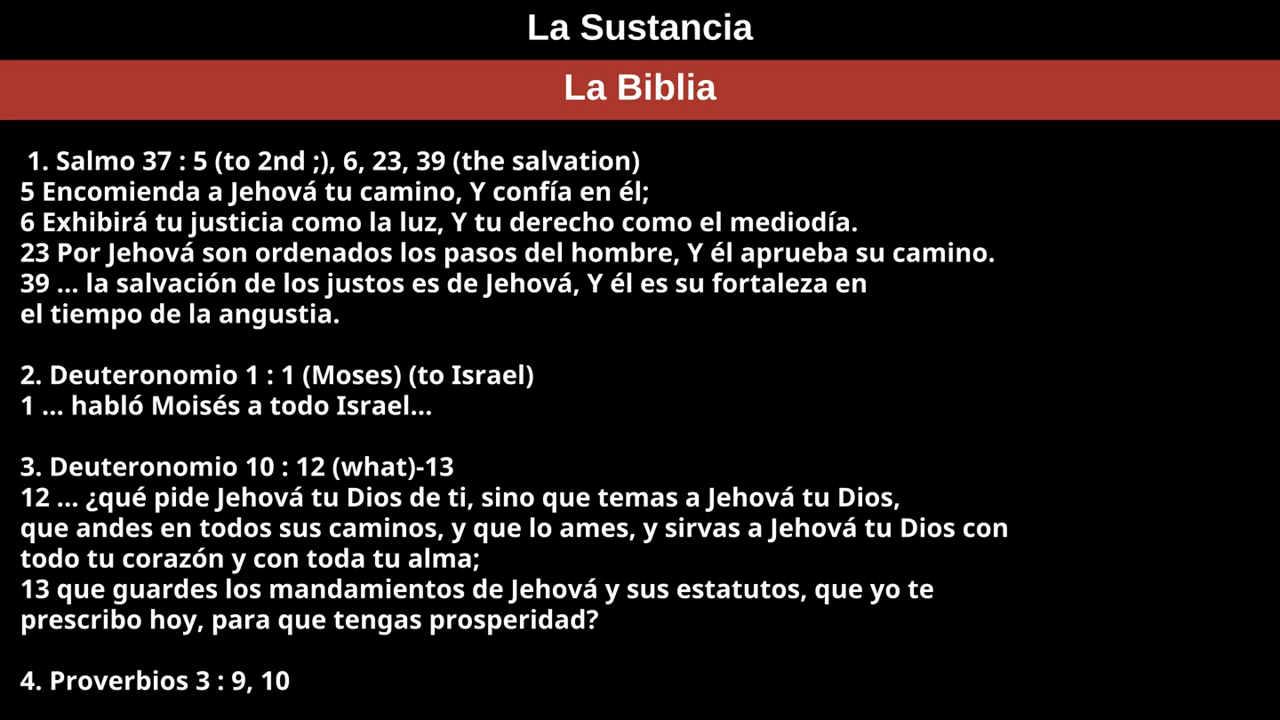 La Sustancia
La Biblia
1. Salmo 37 : 5 (to 2nd ;), 6, 23, 39 (the salvation)
5 Encomienda a Jehová tu camino, Y confía en él;
6 Exhibirá tu justicia como la luz, Y tu derecho como el mediodía.
23 Por Jehová son ordenados los pasos del hombre, Y él aprueba su camino.
39 ... la salvación de los justos es de Jehová, Y él es su fortaleza en
el tiempo de la angustia.
2. Deuteronomio 1 : 1 (Moses) (to Israel)
1 ... habló Moisés a todo Israel...
3. Deuteronomio 10 : 12 (what)-13
12 ... ¿qué pide Jehová tu Dios de ti, sino que temas a Jehová tu Dios,
que andes en todos sus caminos, y que lo ames, y sirvas a Jehová tu Dios con
todo tu corazón y con toda tu alma;
13 que guardes los mandamientos de Jehová y sus estatutos, que yo te
prescribo hoy, para que tengas prosperidad?
4. Proverbios 3 : 9, 10